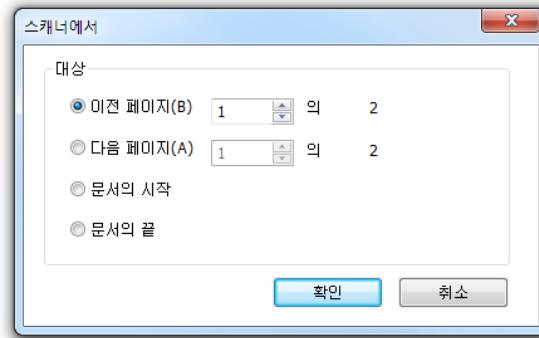 스캐너에서
대상
이전 페이지(B) 1 의 2
다음 페이지(A) 1 의 2
문서의 시작
문서의 끝
확인 취소